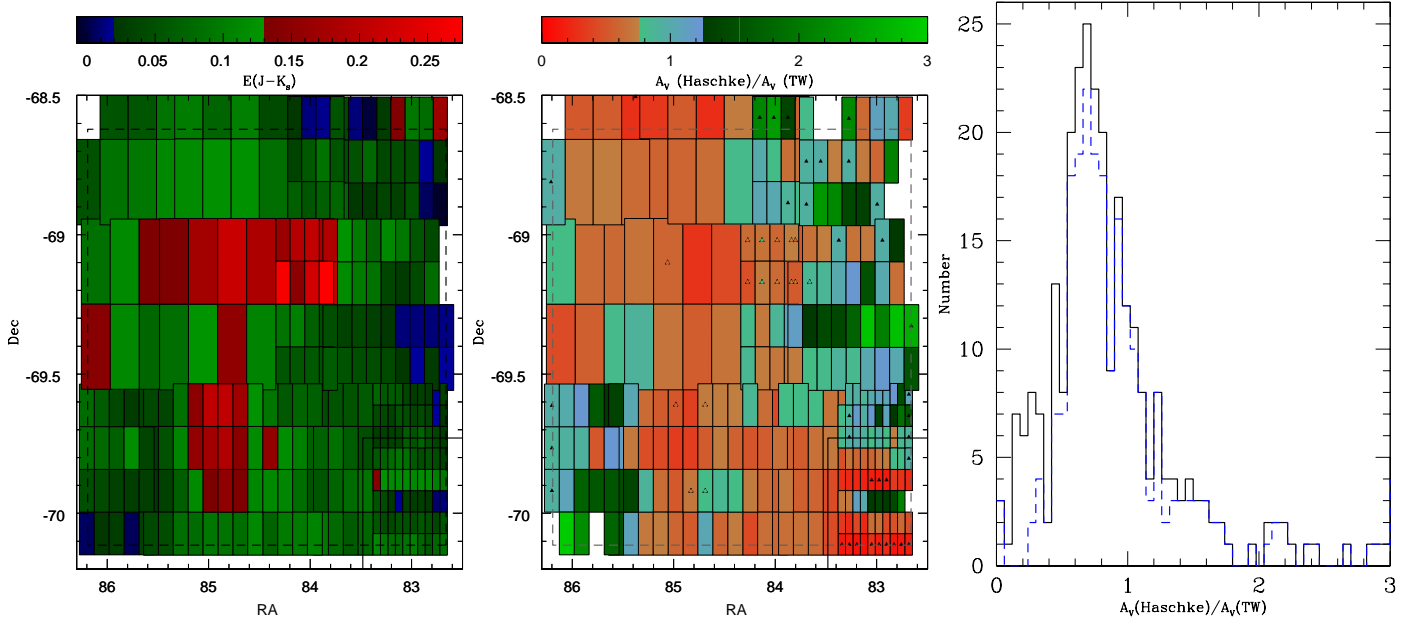 0 0.05 0.1 0.15 0.2 0.25
E(J-Ks)
-68.5
-69
-69.5
-70
Dec
86 85 84 83
RA
0 1 2 3
Av (Haschke)/Av (TW)
-68.5
-69
-69.5
-70
Dec
86 85 84 83
RA
25
20
15
10
5
0
Number
0 1 2 3
Av(Haschke)/Av(TW)